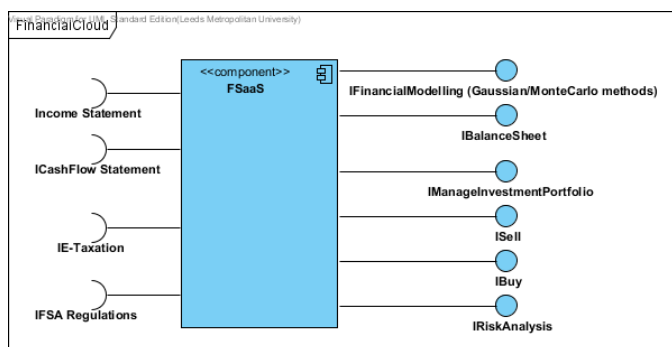 Visual Paradigm for UML Standard Edition(Leeds Metropolitan University)
FinancialCloud
<<component>>
FSaaS
Income Statement
ICashFlow Statement
IE-Taxation
IFSA Regulations
IFinancialModelling (Gaussian/MonteCarlo methods)
IBalanceSheet
IManageInvestmentPortfolio
ISell
IBuy
IRiskAnalysis